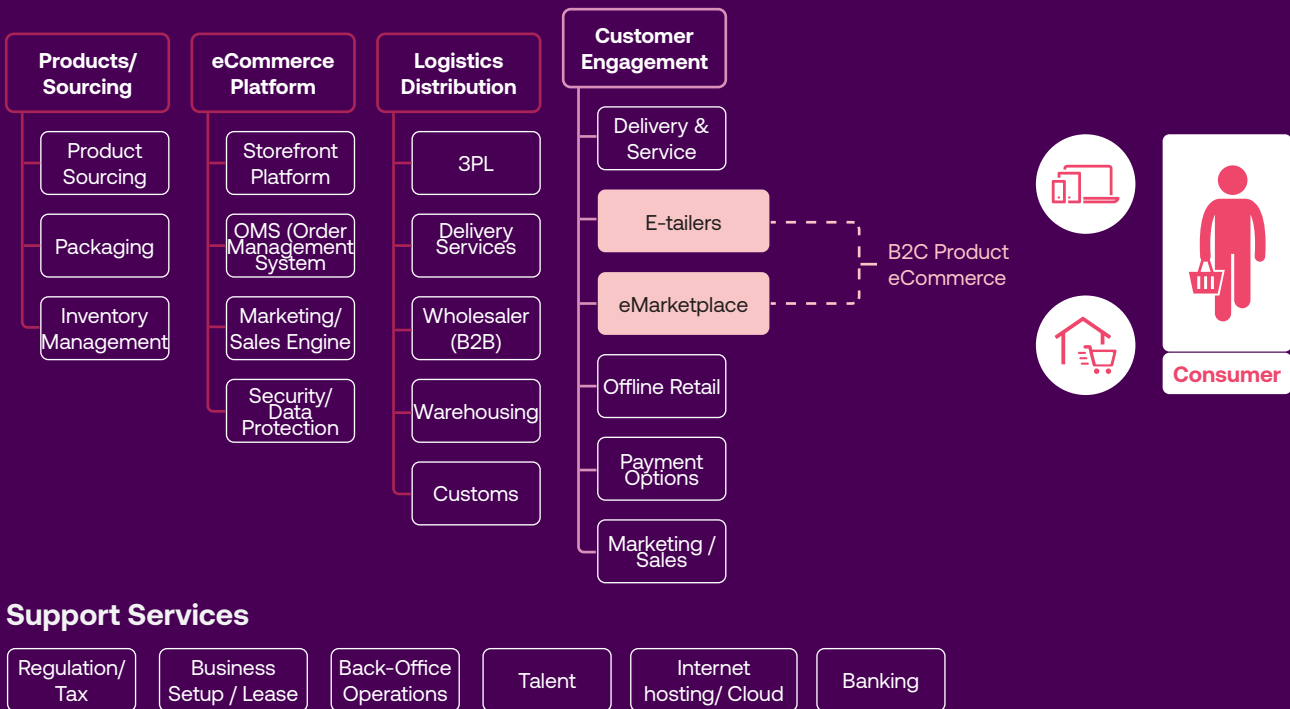 Products/
Sourcing
Product
Sourcing
Packaging
Inventory
Management
eCommerce
Platform
Storefront
Platform
OMS (Order
Management
System
Marketing/
Sales Engine
Security/
Data
Protection
Logistics
Distribution
3PL
Delivery
Services
Wholesaler
(B2B)
Warehousing
Customs
Customer
Engagement
Delivery &
Service
E-tailers
eMarketplace
Offline Retail
Payment
Options
Marketing /
Sales
B2C Product
eCommerce
Consumer
Support Services
Regulation/
Tax
Business
Setup / Lease
Back-Office
Operations
Talent
Internet
hosting/ Cloud
Banking